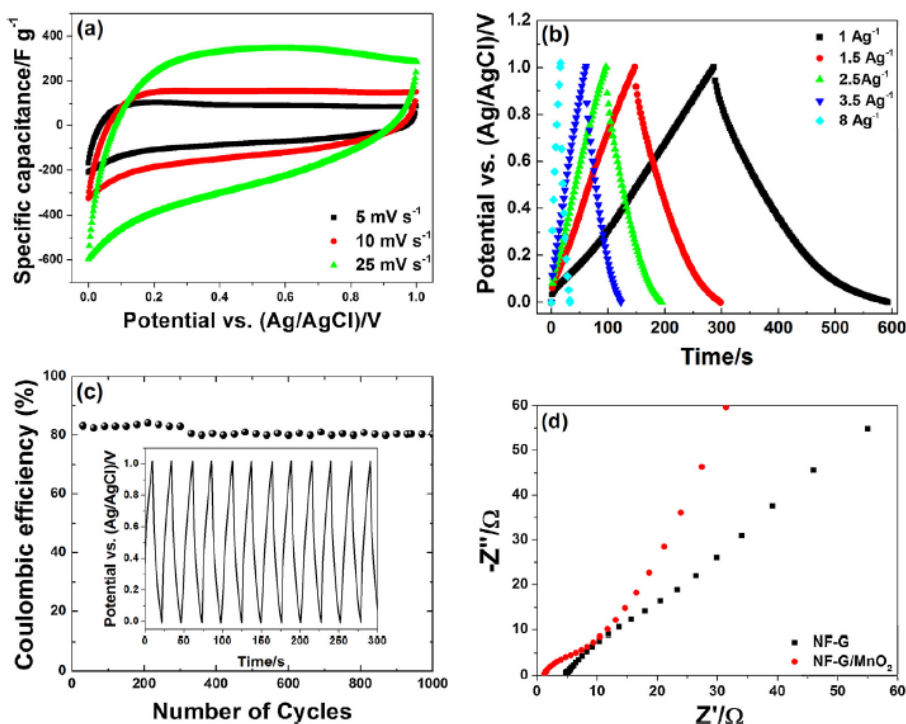 (a)
Specific capacitance/F g⁻¹
400
200
0
-200
-400
-600
5 mV s⁻¹
10 mV s⁻¹
25 mV s⁻¹
0.0 0.2 0.4 0.6 0.8 1.0
Potential vs. (Ag/AgCl)/V
(b)
Potential vs. (Ag/AgCl)/V
1.2
1.0
0.8
0.6
0.4
0.2
0.0
1 Ag⁻¹
1.5 Ag⁻¹
2.5Ag⁻¹
3.5 Ag⁻¹
8 Ag⁻¹
0 100 200 300 400 500 600
Time/s
(c)
Coulombic efficiency (%)
100
80
60
40
20
0
Potential vs. (Ag/AgCl)/V
1.0
0.8
0.6
0.4
0.2
0.0
0 50 100 150 200 250 300
Time/s
0 200 400 600 800 1000
Number of Cycles
(d)
-Z''/Ω
60
50
40
30
20
10
0
NF-G
NF-G/MnO₂
0 10 20 30 40 50 60
Z'/Ω